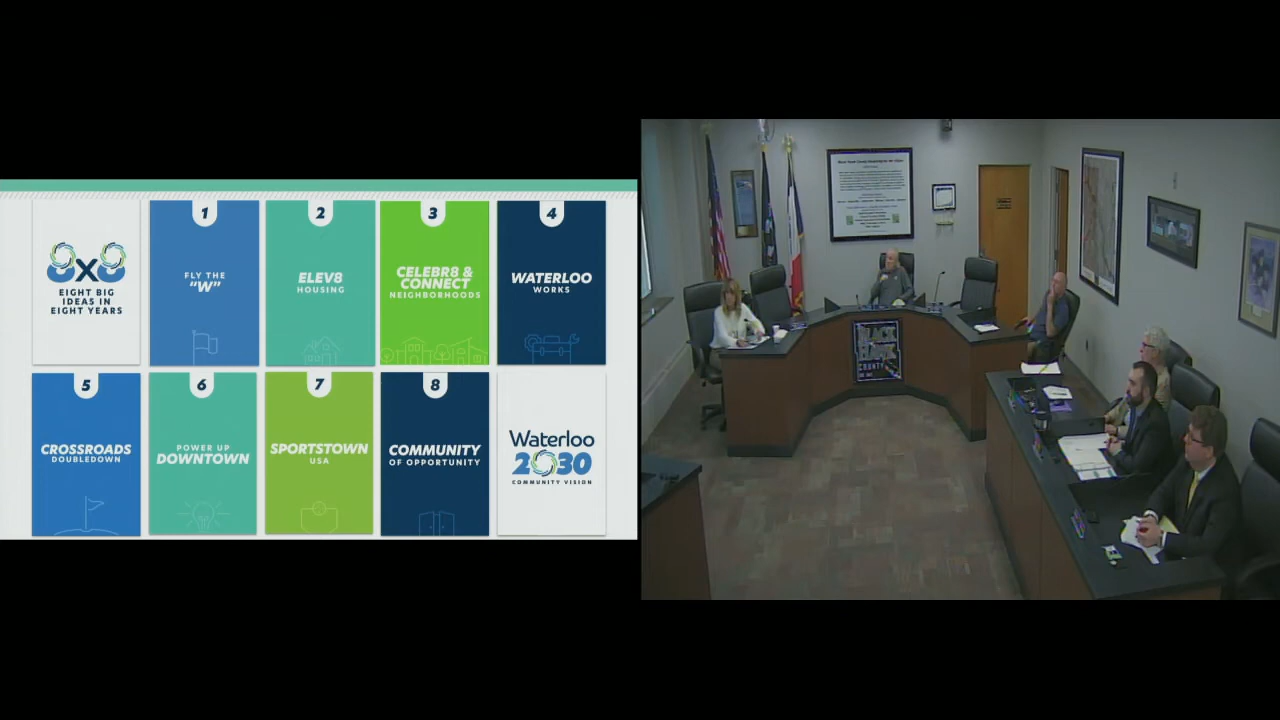 8X8
EIGHT BIG
IDEAS IN
EIGHT YEARS
1
FLY THE
"W"
2
ELEV8
HOUSING
3
CELEBR8 &
CONNECT
NEIGHBORHOODS
4
WATERLOO
WORKS
5
CROSSROADS
DOUBLEDOWN
6
POWER UP
DOWNTOWN
7
SPORTSTOWN
USA
8
COMMUNITY
OF OPPORTUNITY
Waterloo
2030
COMMUNITY VISION
BLACK
HAWK
COUNTY